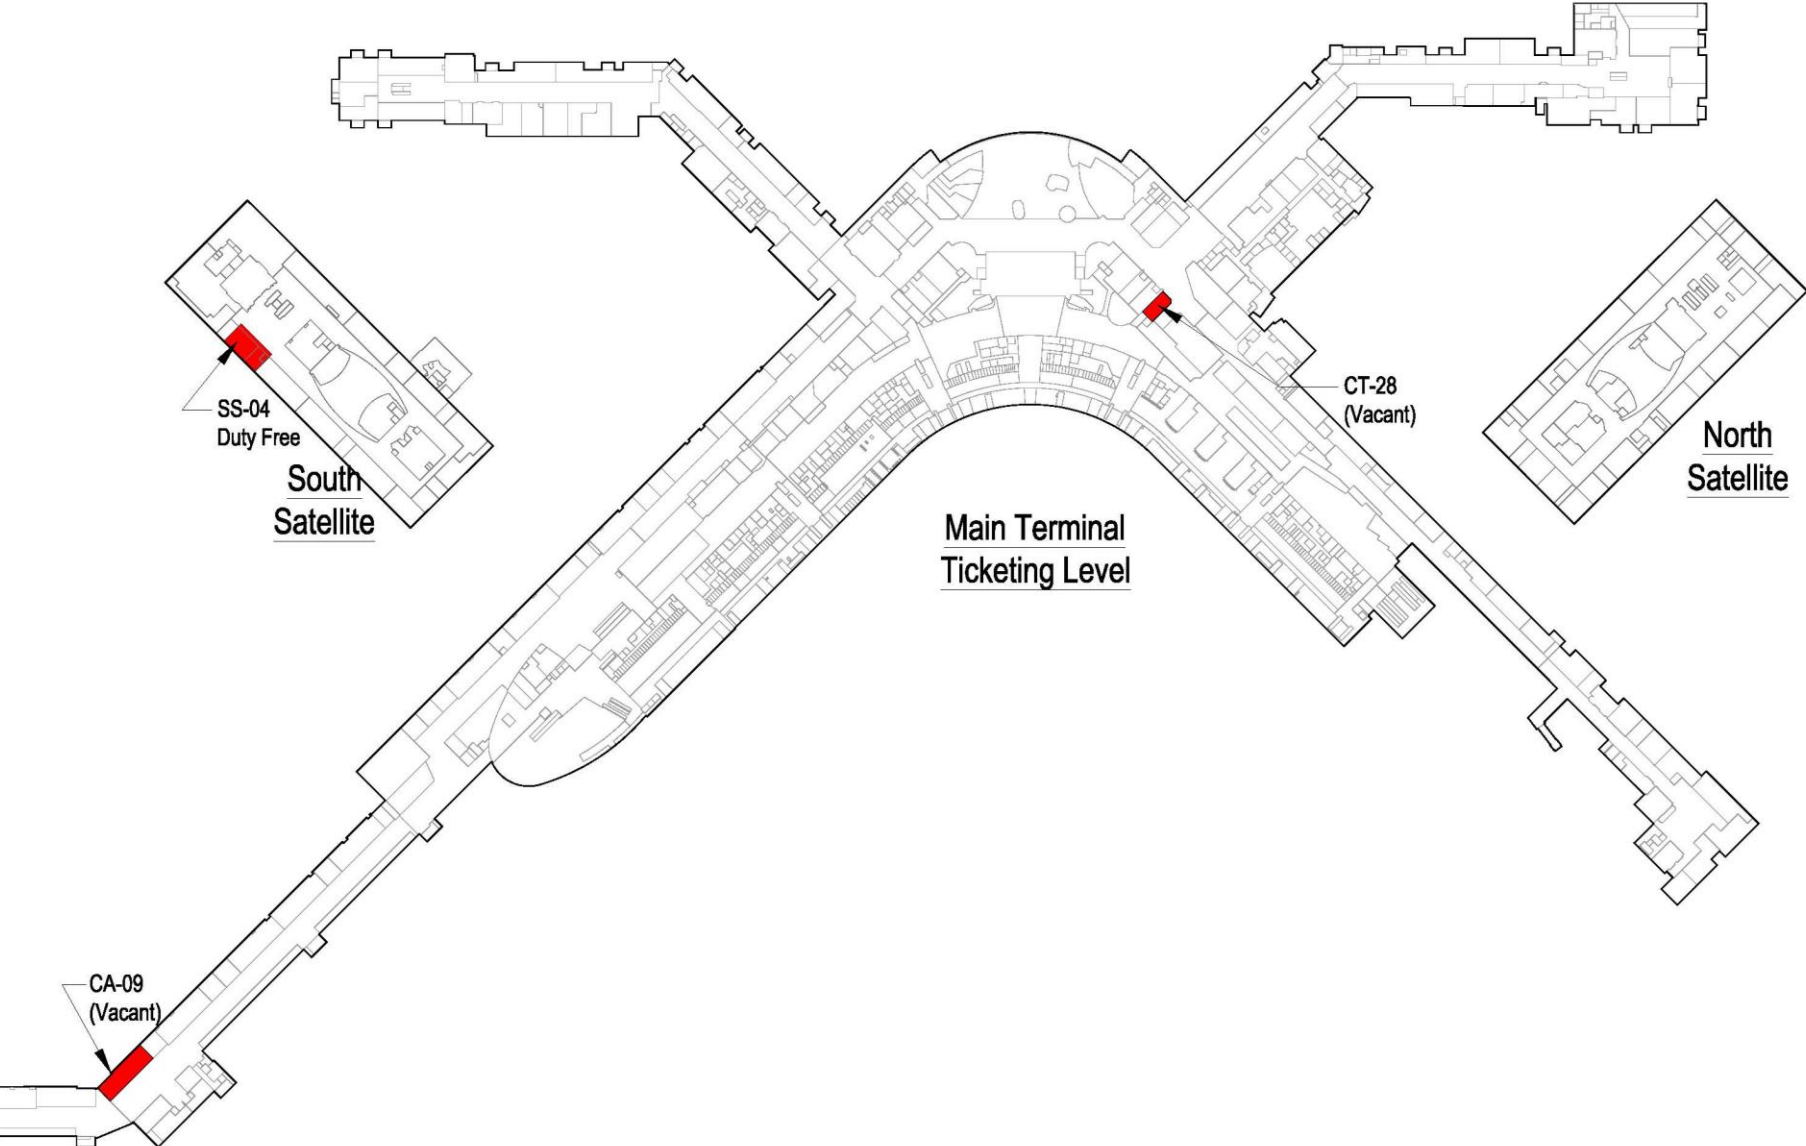 SS-04
Duty Free
South
Satellite
CT-28
(Vacant)
North
Satellite
Main Terminal
Ticketing Level
CA-09
(Vacant)